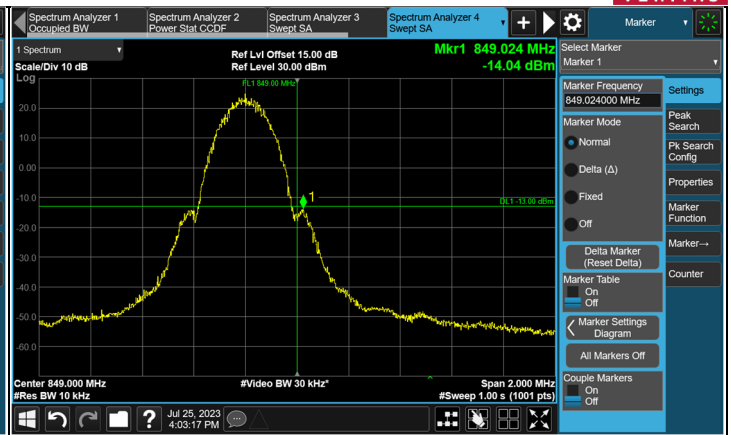 Spectrum Analyzer 1
Occupied BW
Spectrum Analyzer 2
Power Stat CCDF
Spectrum Analyzer 3
Swept SA
Spectrum Analyzer 4
Swept SA
Marker
1 Spectrum
Scale/Div 10 dB
Ref Lvl Offset 15.00 dB
Ref Level 30.00 dBm
Mkr1 849.024 MHz
-14.04 dBm
Log
FL1 849.00 MHz
20.0
10.0
0.00
-10.0
-20.0
-30.0
-40.0
-50.0
-60.0
1
DL1 -13.00 dBm
Center 849.000 MHz
#Res BW 10 kHz
#Video BW 30 kHz*
Span 2.000 MHz
#Sweep 1.00 s (1001 pts)
Jul 25, 2023
4:03:17 PM
Select Marker
Marker 1
Marker Frequency
849.024000 MHz
Marker Mode
Normal
Delta (Δ)
Fixed
Off
Delta Marker
(Reset Delta)
Marker Table
On
Off
Marker Settings
Diagram
All Markers Off
Couple Markers
On
Off
Settings
Peak
Search
Pk Search
Config
Properties
Marker
Function
Marker→
Counter